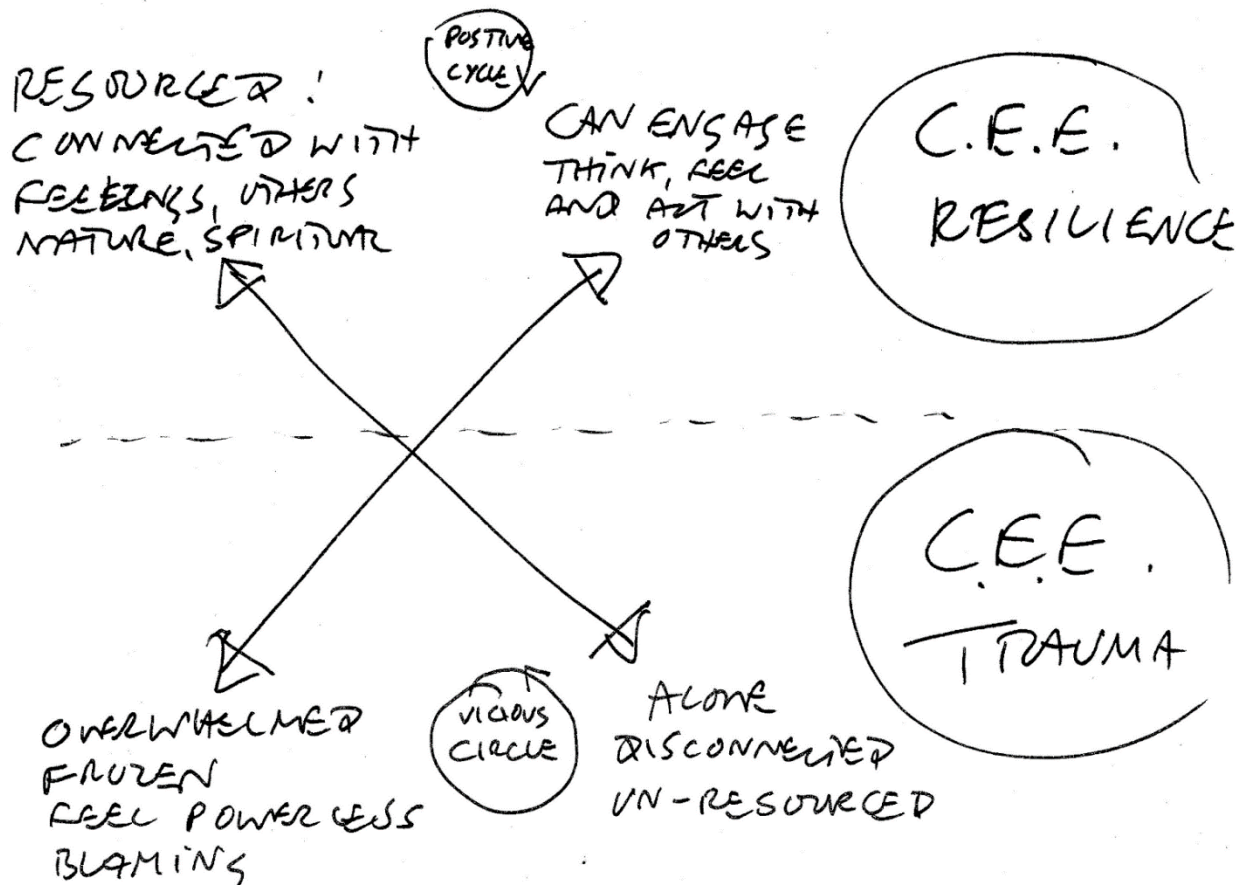 POSTIVE
CYCLE
RESOURCED:
CONNECTED WITH
FEELINGS, OTHERS
NATURE, SPIRITUAL
CAN ENGAGE
THINK, FEEL
AND ACT WITH
OTHERS
C.E.E.
RESILIENCE
OVERWHELMED
FROZEN
FEEL POWERLESS
BLAMING
VICIOUS
CIRCLE
ALONE
DISCONNECTED
UN-RESOURCED
C.E.E.
TRAUMA